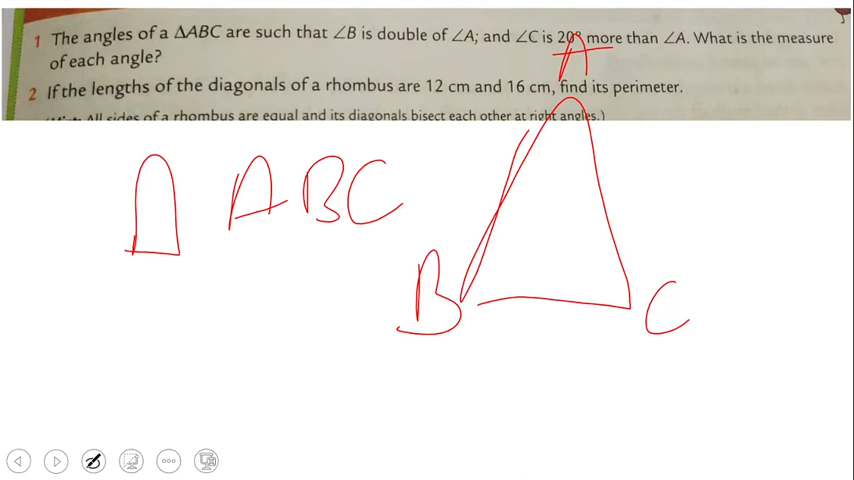 1 The angles of a ΔABC are such that ∠B is double of ∠A; and ∠C is 20° more than ∠A. What is the measure
of each angle?
2 If the lengths of the diagonals of a rhombus are 12 cm and 16 cm, find its perimeter.
All sides of a rhombus are equal and its diagonals bisect each other at right angles.)
A
Δ ABC
B
C